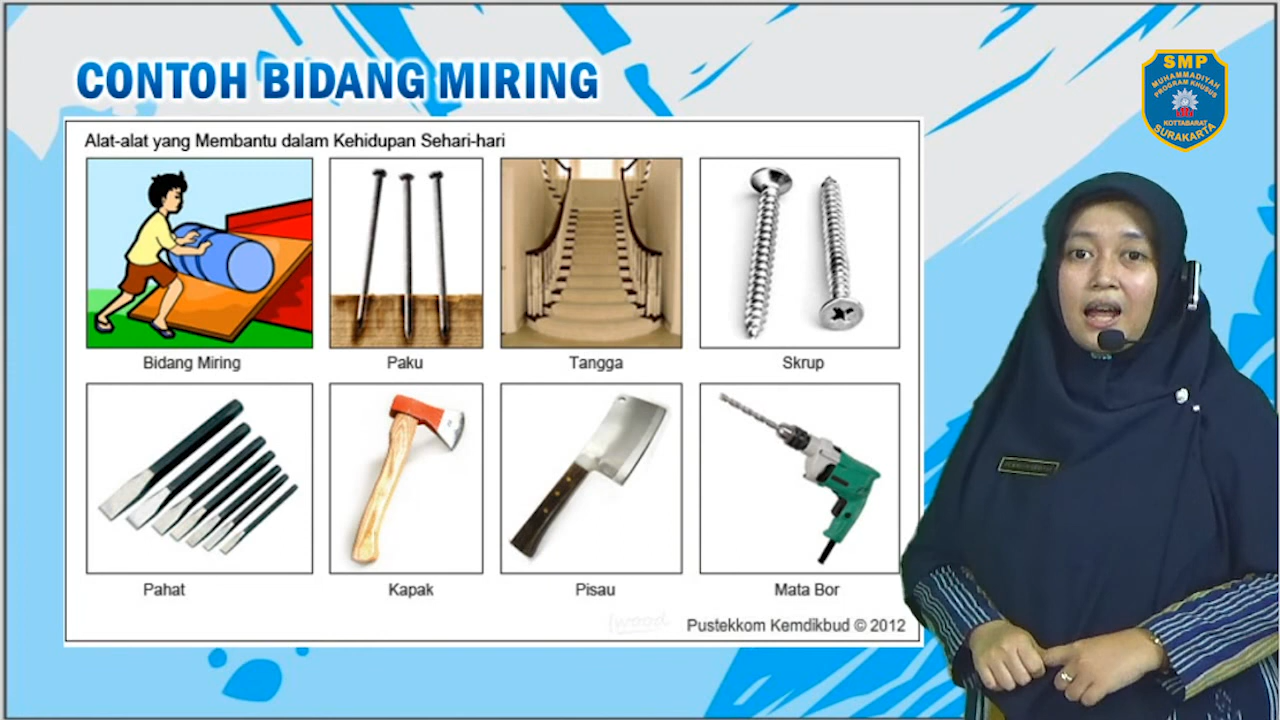 CONTOH BIDANG MIRING
SMP
MUHAMMADIYAH
PROGRAM KHUSUS
KOTTABARAT
SURAKARTA
Alat-alat yang Membantu dalam Kehidupan Sehari-hari
Bidang Miring
Paku
Tangga
Skrup
Pahat
Kapak
Pisau
Mata Bor
Pustekkom Kemdikbud © 2012